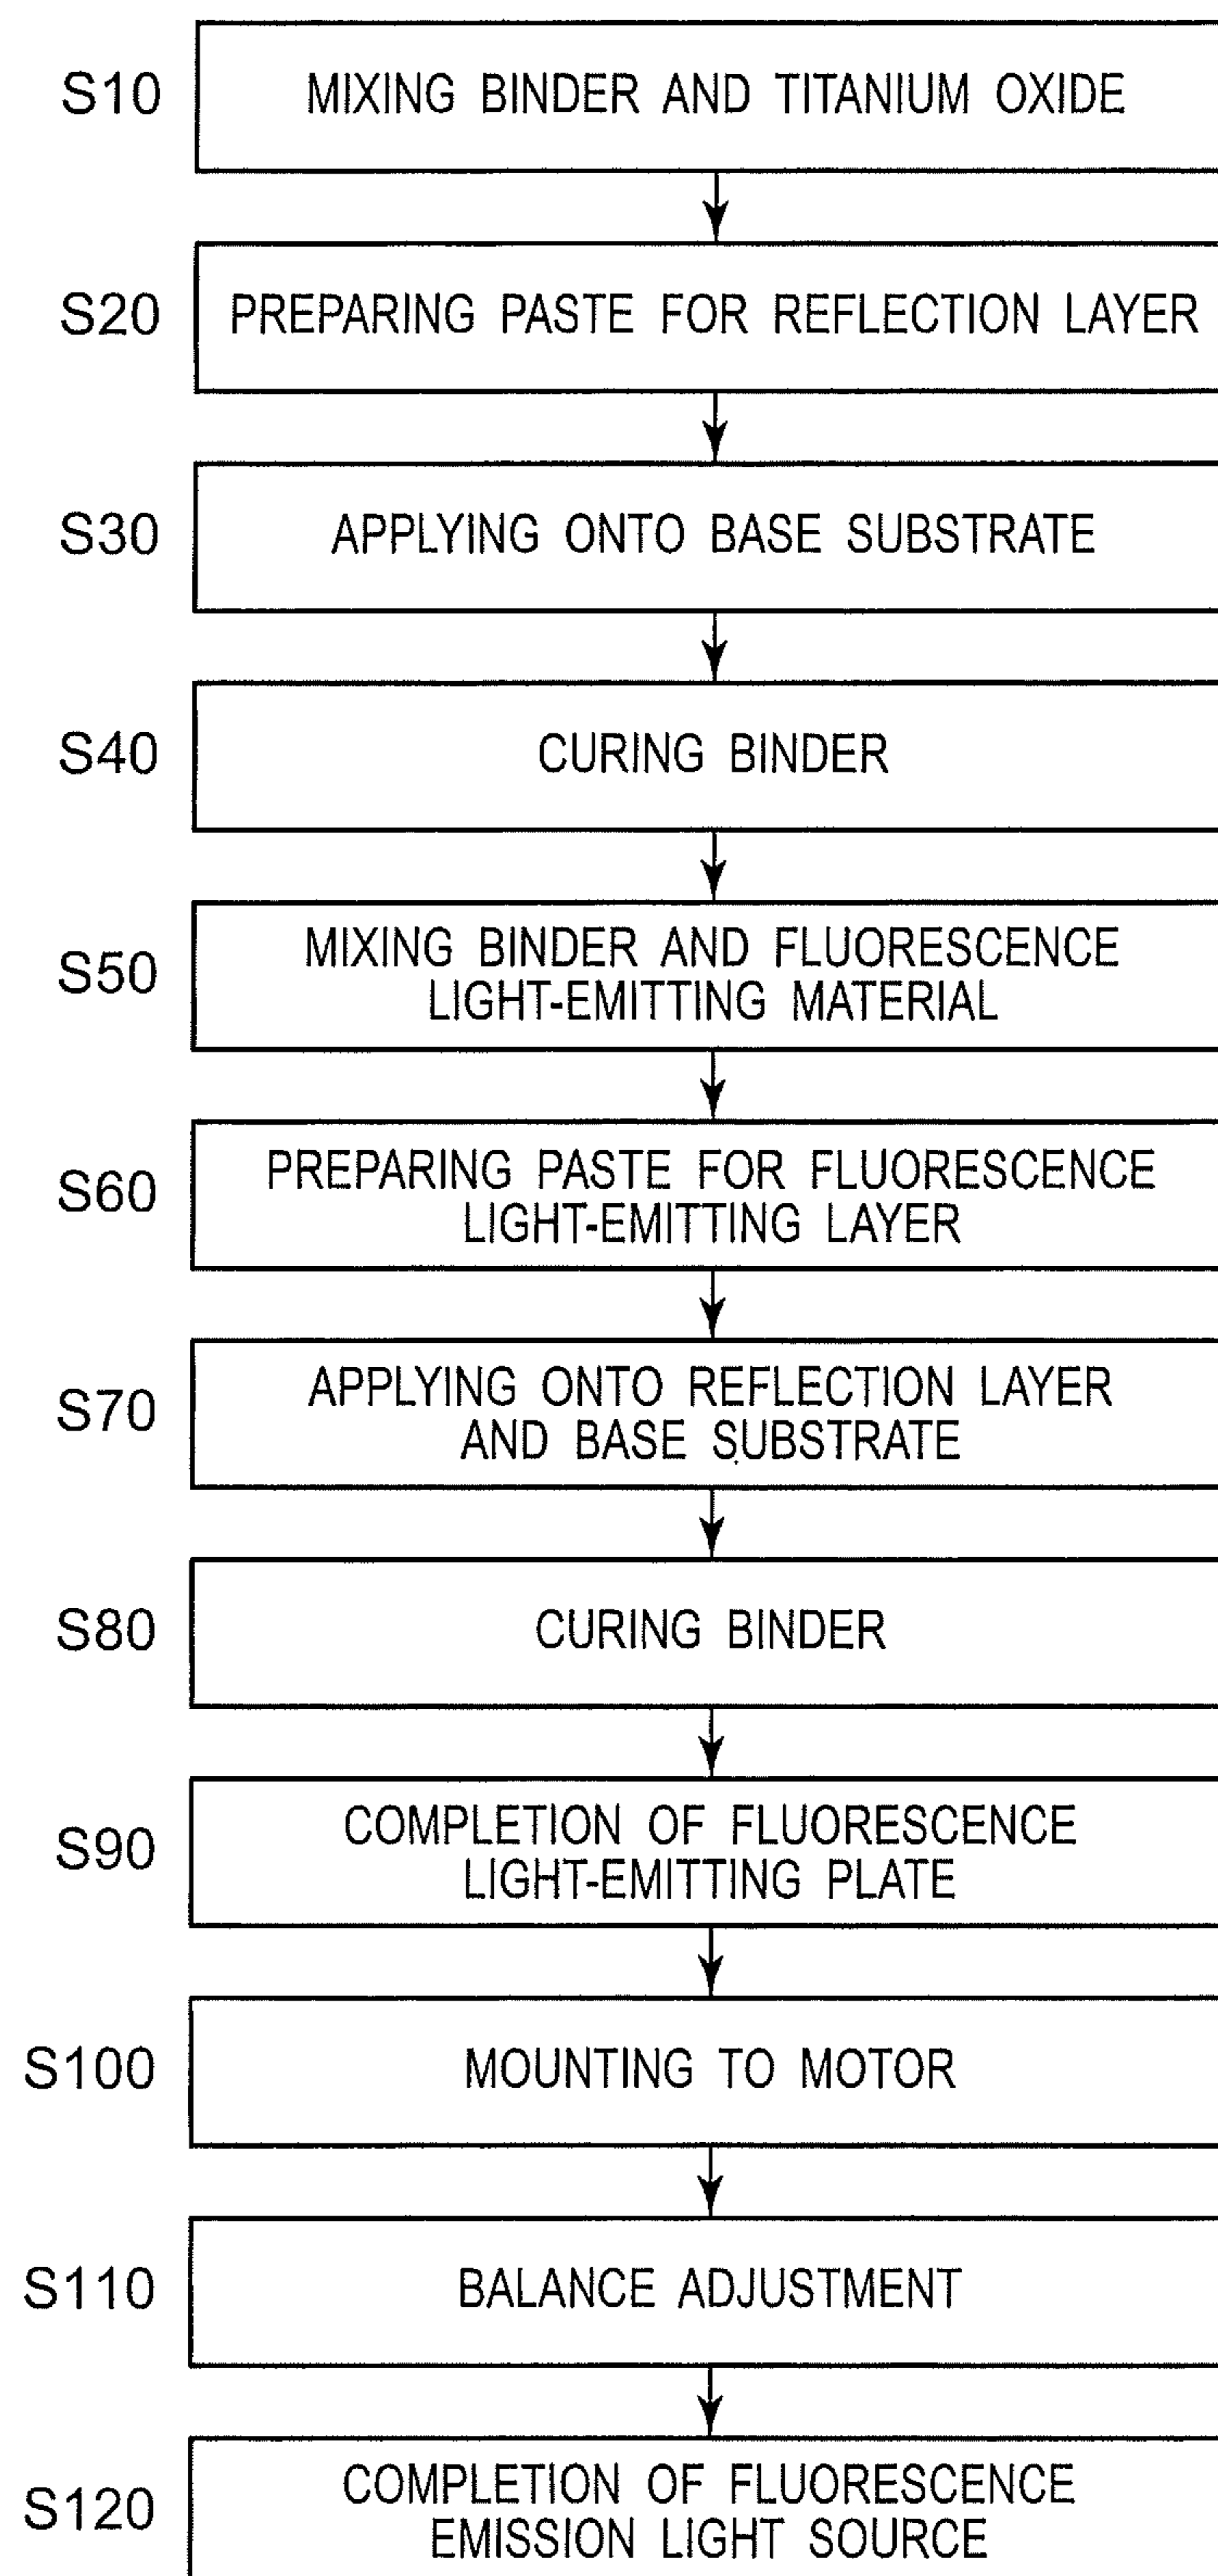 S10 MIXING BINDER AND TITANIUM OXIDE
S20 PREPARING PASTE FOR REFLECTION LAYER
S30 APPLYING ONTO BASE SUBSTRATE
S40 CURING BINDER
S50 MIXING BINDER AND FLUORESCENCE
LIGHT-EMITTING MATERIAL
S60 PREPARING PASTE FOR FLUORESCENCE
LIGHT-EMITTING LAYER
S70 APPLYING ONTO REFLECTION LAYER
AND BASE SUBSTRATE
S80 CURING BINDER
S90 COMPLETION OF FLUORESCENCE
LIGHT-EMITTING PLATE
S100 MOUNTING TO MOTOR
S110 BALANCE ADJUSTMENT
S120 COMPLETION OF FLUORESCENCE
EMISSION LIGHT SOURCE